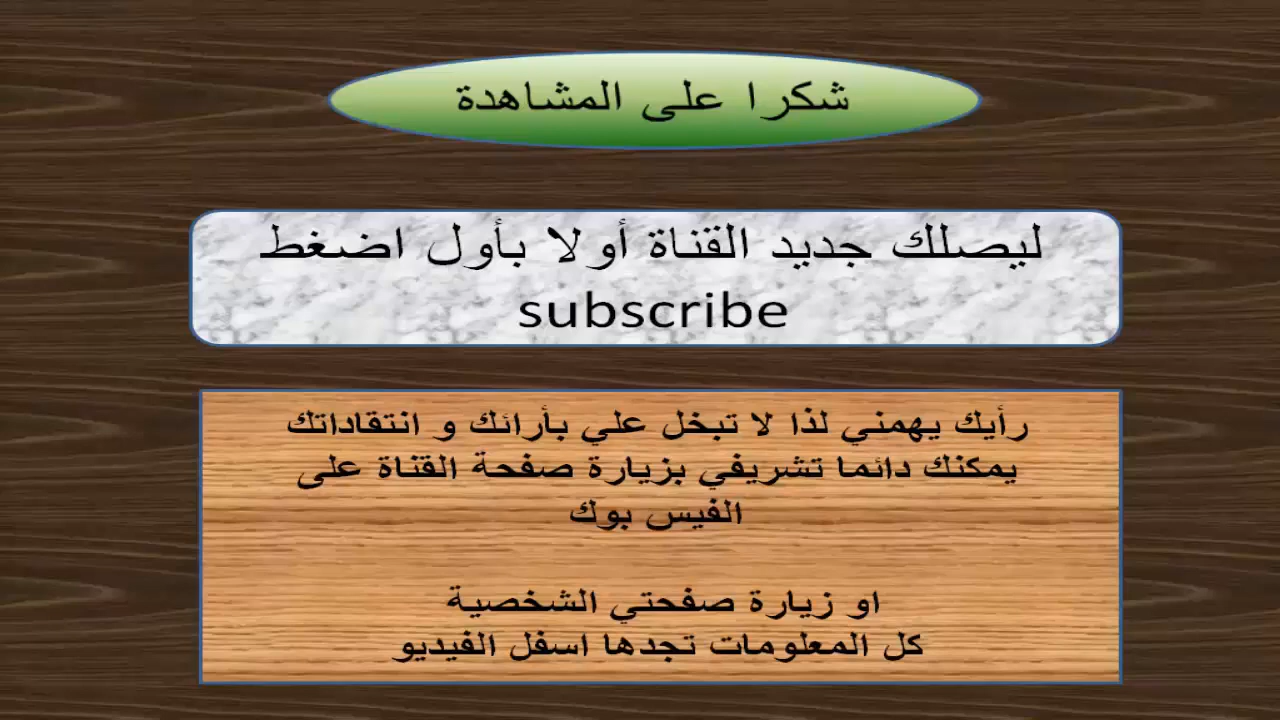 شكرا على المشاهدة
ليصلك جديد القناة أولا بأول اضغط
subscribe
رأيك يهمني لذا لا تبخل علي بأرائك و انتقاداتك
يمكنك دائما تشريفي بزيارة صفحة القناة على
الفيس بوك
او زيارة صفحتي الشخصية
كل المعلومات تجدها اسفل الفيديو